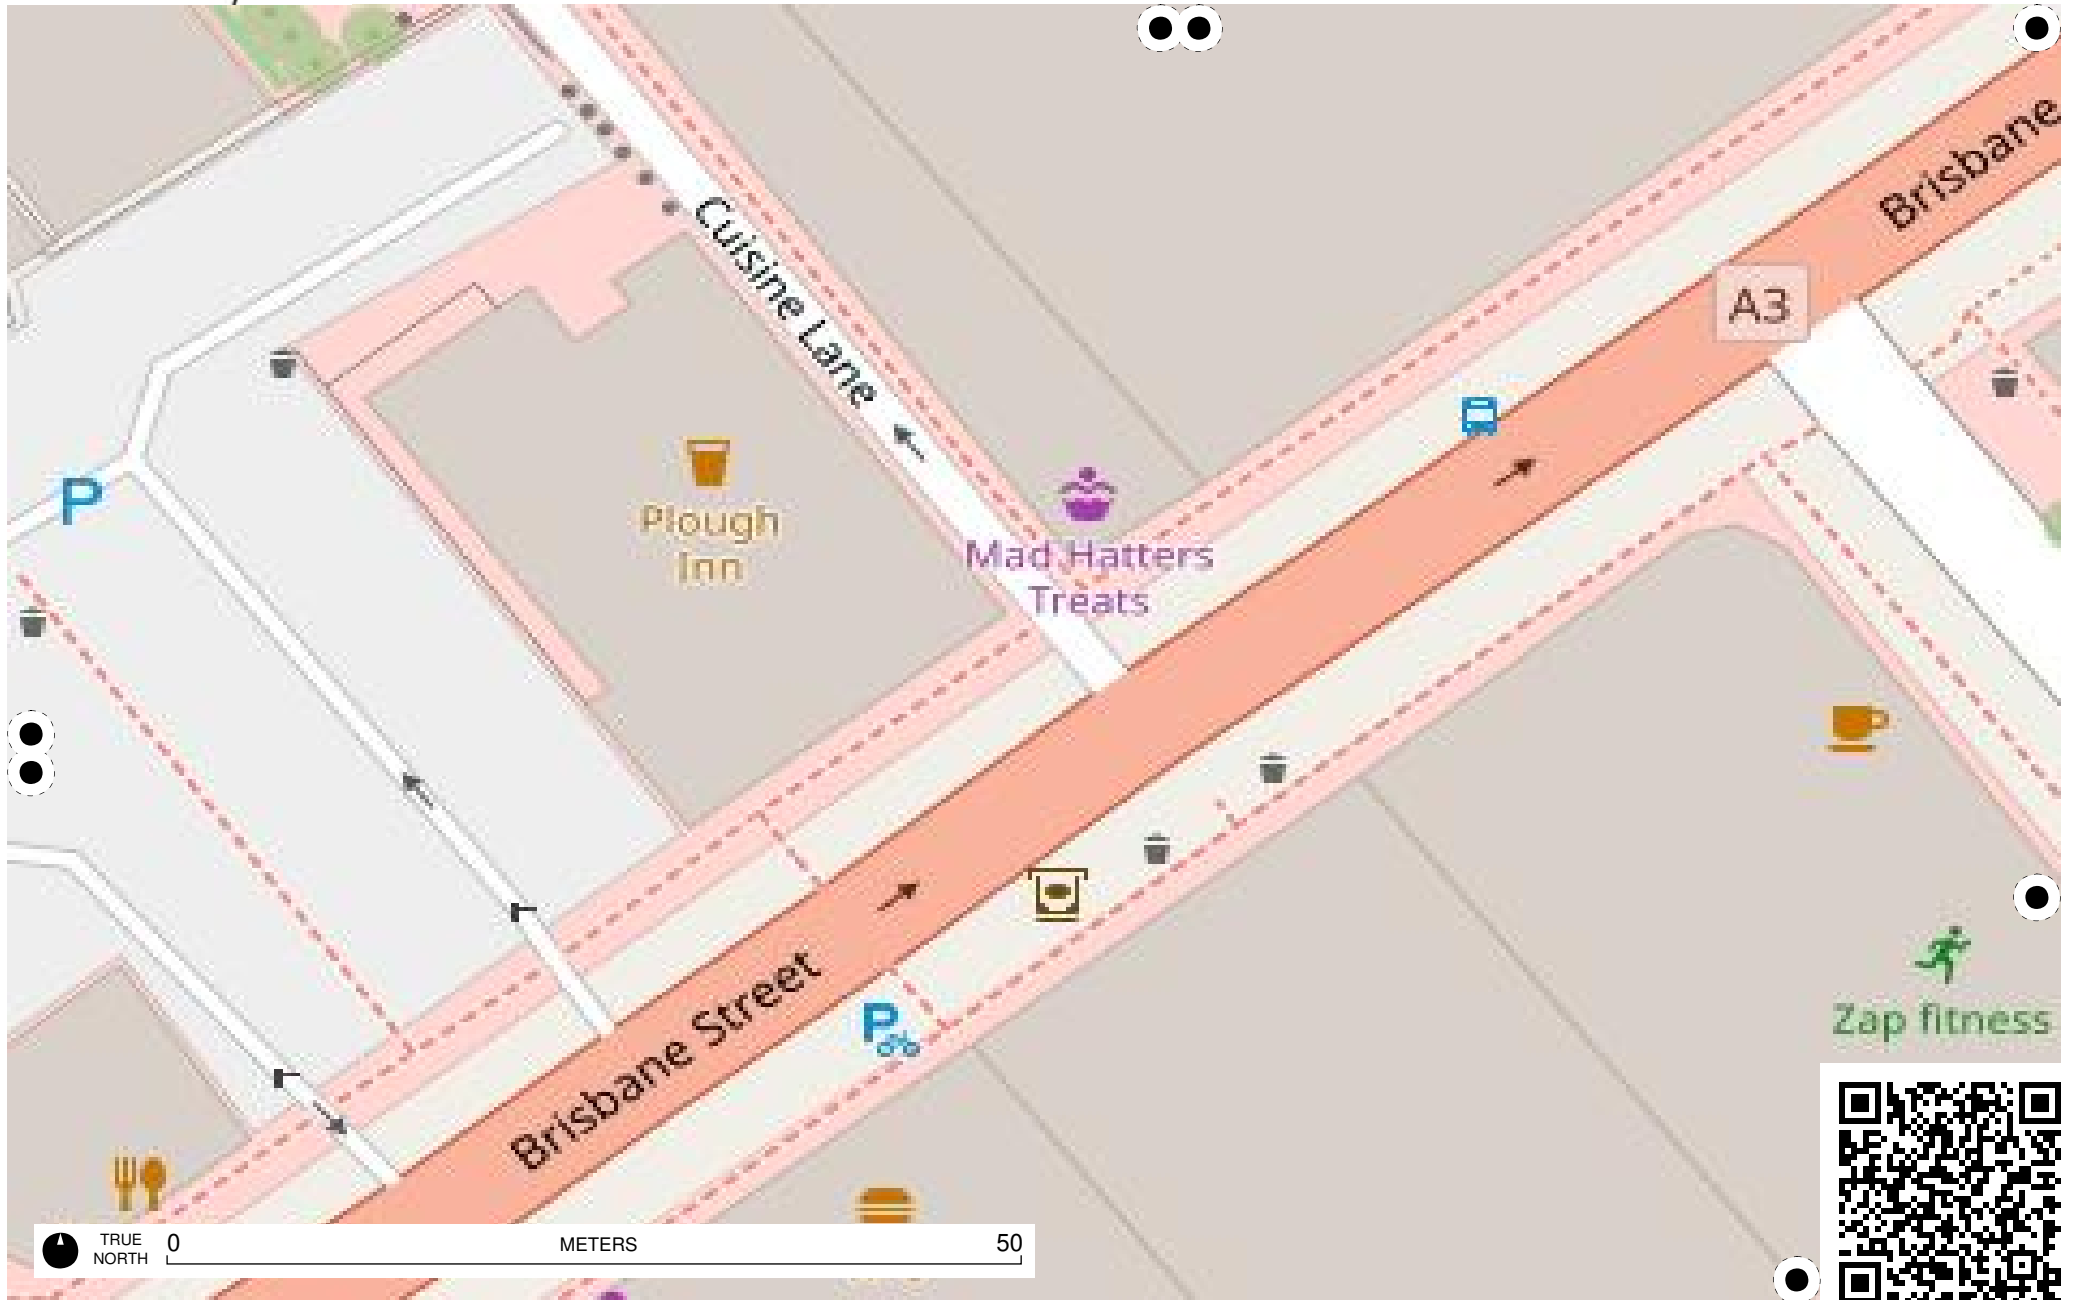 Brisbane
A3
Cuisine Lane
P
Plough
Inn
Mad Hatters
Treats
P
Brisbane Street
Zap fitness
TRUE
NORTH
0
METERS
50